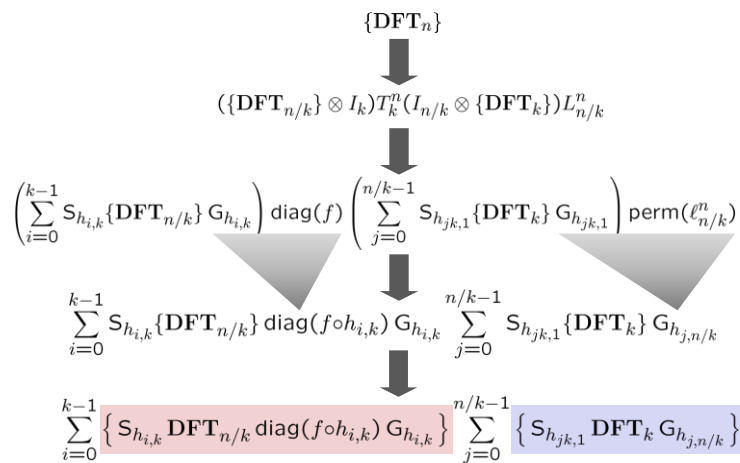 {DFT_n}
({DFT_{n/k}} ⊗ I_k)T_k^n(I_{n/k} ⊗ {DFT_k})L_{n/k}^n
(∑_{i=0}^{k-1} S_{h_{i,k}}{DFT_{n/k}} G_{h_{i,k}}) diag(f) (∑_{j=0}^{n/k-1} S_{h_{jk,1}}{DFT_k} G_{h_{jk,1}}) perm(ℓ_{n/k}^n)
∑_{i=0}^{k-1} S_{h_{i,k}}{DFT_{n/k}} diag(f∘h_{i,k}) G_{h_{i,k}} ∑_{j=0}^{n/k-1} S_{h_{jk,1}}{DFT_k} G_{h_{j,n/k}}
∑_{i=0}^{k-1} {S_{h_{i,k}} DFT_{n/k} diag(f∘h_{i,k}) G_{h_{i,k}}} ∑_{j=0}^{n/k-1} {S_{h_{jk,1}} DFT_k G_{h_{j,n/k}}}